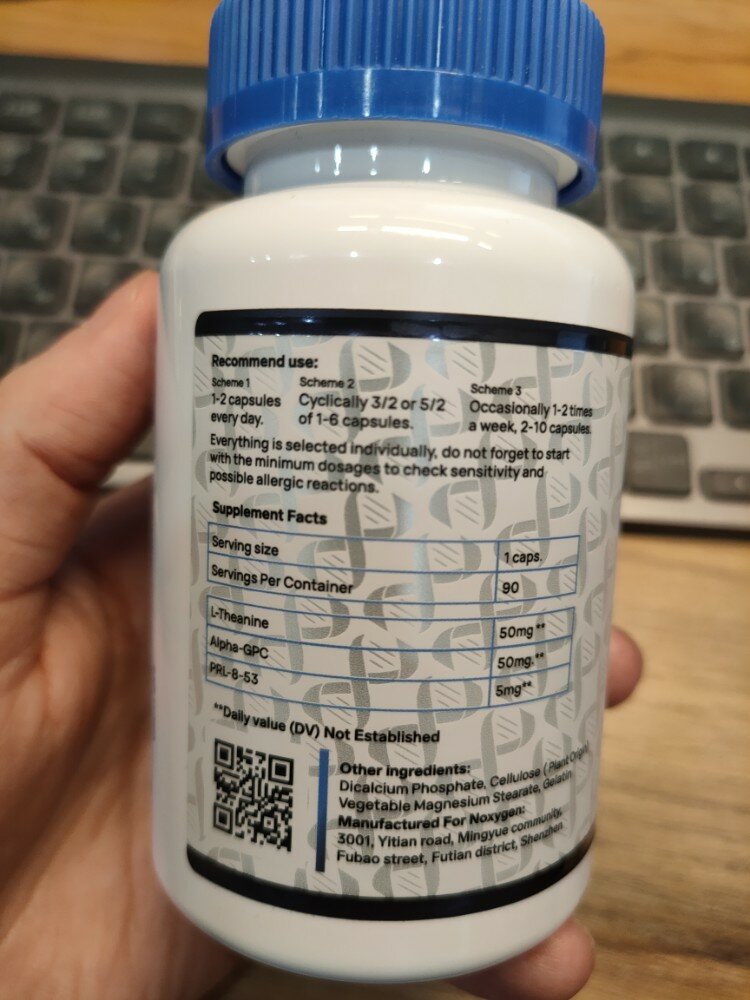 Recommend use:
Scheme 1
1-2 capsules
every day.
Scheme 2
Cyclically 3/2 or 5/2
of 1-6 capsules.
Scheme 3
Occasionally 1-2 times
a week, 2-10 capsules.
Everything is selected individually, do not forget to start
with the minimum dosages to check sensitivity and
possible allergic reactions.
Supplement Facts
Serving size 1 caps.
Servings Per Container 90
L-Theanine 50mg **
Alpha-GPC 50mg.**
PRL-8-53 5mg**
**Daily value (DV) Not Established
Other ingredients:
Dicalcium Phosphate, Cellulose ( Plant Origin)
Vegetable Magnesium Stearate, Gelatin
Manufactured For Noxygen:
3001, Yitian road, Mingyue community,
Fubao street, Futian district, Shenzhen